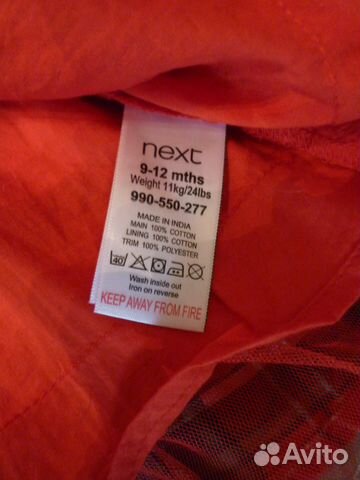 next
9-12 mths
Weight 11kg/24lbs
990-550-277
MADE IN INDIA
MAIN 100% COTTON
LINING 100% COTTON
TRIM 100% POLYESTER
40
Wash inside out
Iron on reverse
KEEP AWAY FROM FIRE
Avito